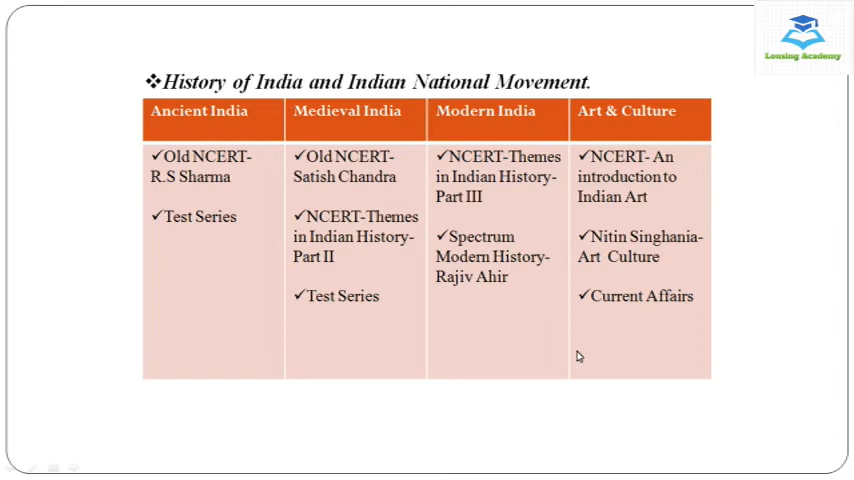 Lousing Academy
❖History of India and Indian National Movement.
Ancient India
Medieval India
Modern India
Art & Culture
✓Old NCERT-
R.S Sharma
✓Test Series
✓Old NCERT-
Satish Chandra
✓NCERT-Themes
in Indian History-
Part II
✓Test Series
✓NCERT-Themes
in Indian History-
Part III
✓Spectrum
Modern History-
Rajiv Ahir
✓NCERT- An
introduction to
Indian Art
✓Nitin Singhania-
Art Culture
✓Current Affairs